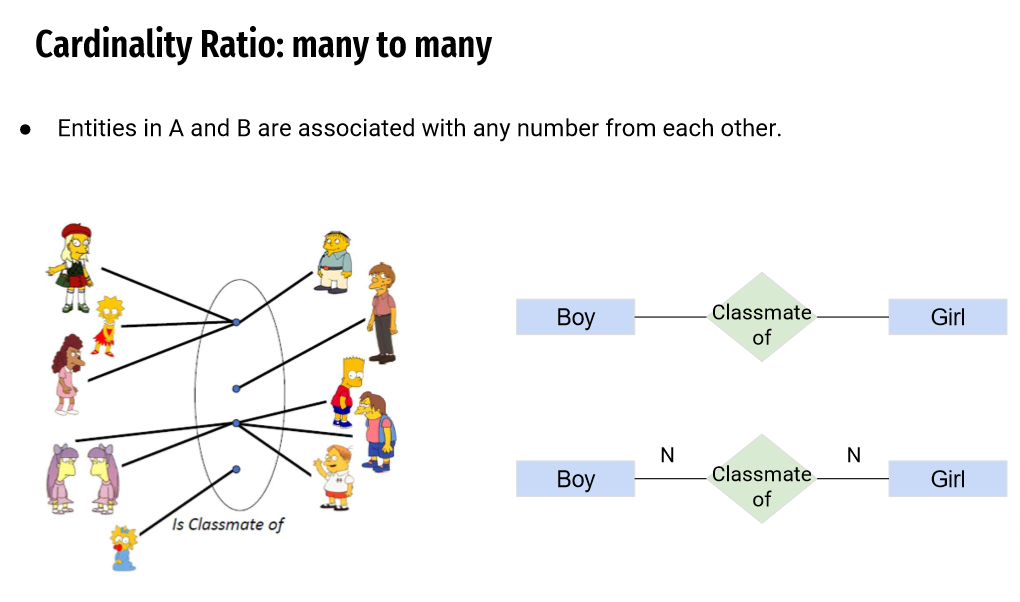 Cardinality Ratio: many to many
● Entities in A and B are associated with any number from each other.
Is Classmate of
Boy
Classmate
of
Girl
Boy
N
Classmate
of
N
Girl